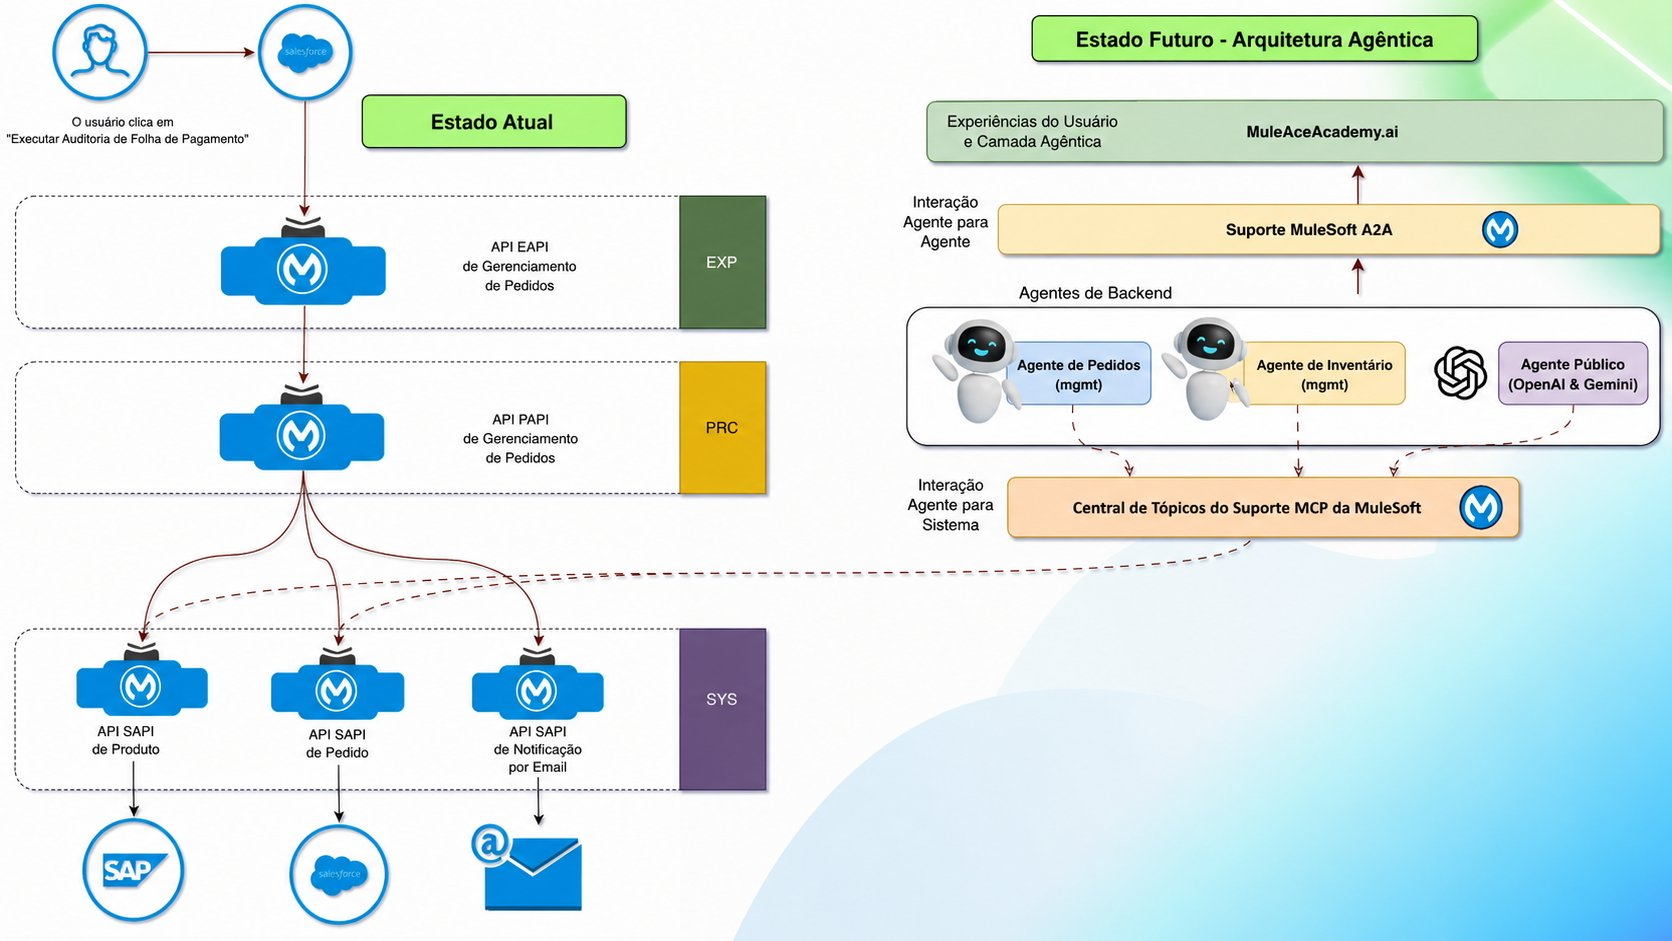 salesforce
O usuário clica em
"Executar Auditoria de Folha de Pagamento"
Estado Atual
API EAPI
de Gerenciamento
de Pedidos
EXP
API PAPI
de Gerenciamento
de Pedidos
PRC
SYS
API SAPI
de Produto
API SAPI
de Pedido
API SAPI
de Notificação
por Email
SAP
salesforce
@
Estado Futuro - Arquitetura Agêntica
Experiências do Usuário
e Camada Agêntica
MuleAceAcademy.ai
Interação
Agente para
Agente
Suporte MuleSoft A2A
Agentes de Backend
Agente de Pedidos
(mgmt)
Agente de Inventário
(mgmt)
Agente Público
(OpenAI & Gemini)
Interação
Agente para
Sistema
Central de Tópicos do Suporte MCP da MuleSoft